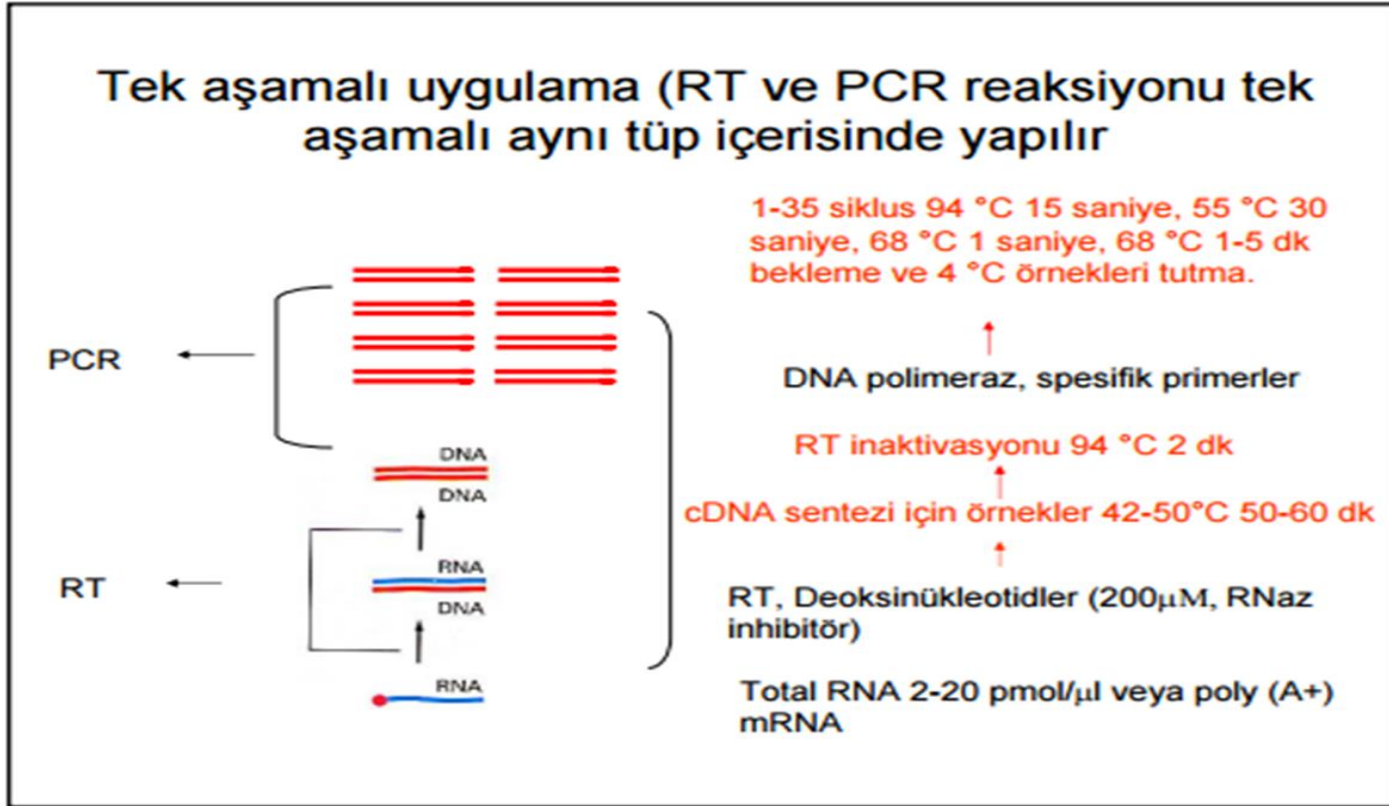 Tek aşamalı uygulama (RT ve PCR reaksiyonu tek
aşamalı aynı tüp içerisinde yapılır
1-35 siklus 94 °C 15 saniye, 55 °C 30
saniye, 68 °C 1 saniye, 68 °C 1-5 dk
bekleme ve 4 °C örnekleri tutma.
PCR
DNA polimeraz, spesifik primerler
RT inaktivasyonu 94 °C 2 dk
DNA
DNA
cDNA sentezi için örnekler 42-50°C 50-60 dk
RNA
RT
DNA
RT, Deoksinükleotidler (200μM, RNaz
inhibitör)
RNA
Total RNA 2-20 pmol/μl veya poly (A+)
mRNA